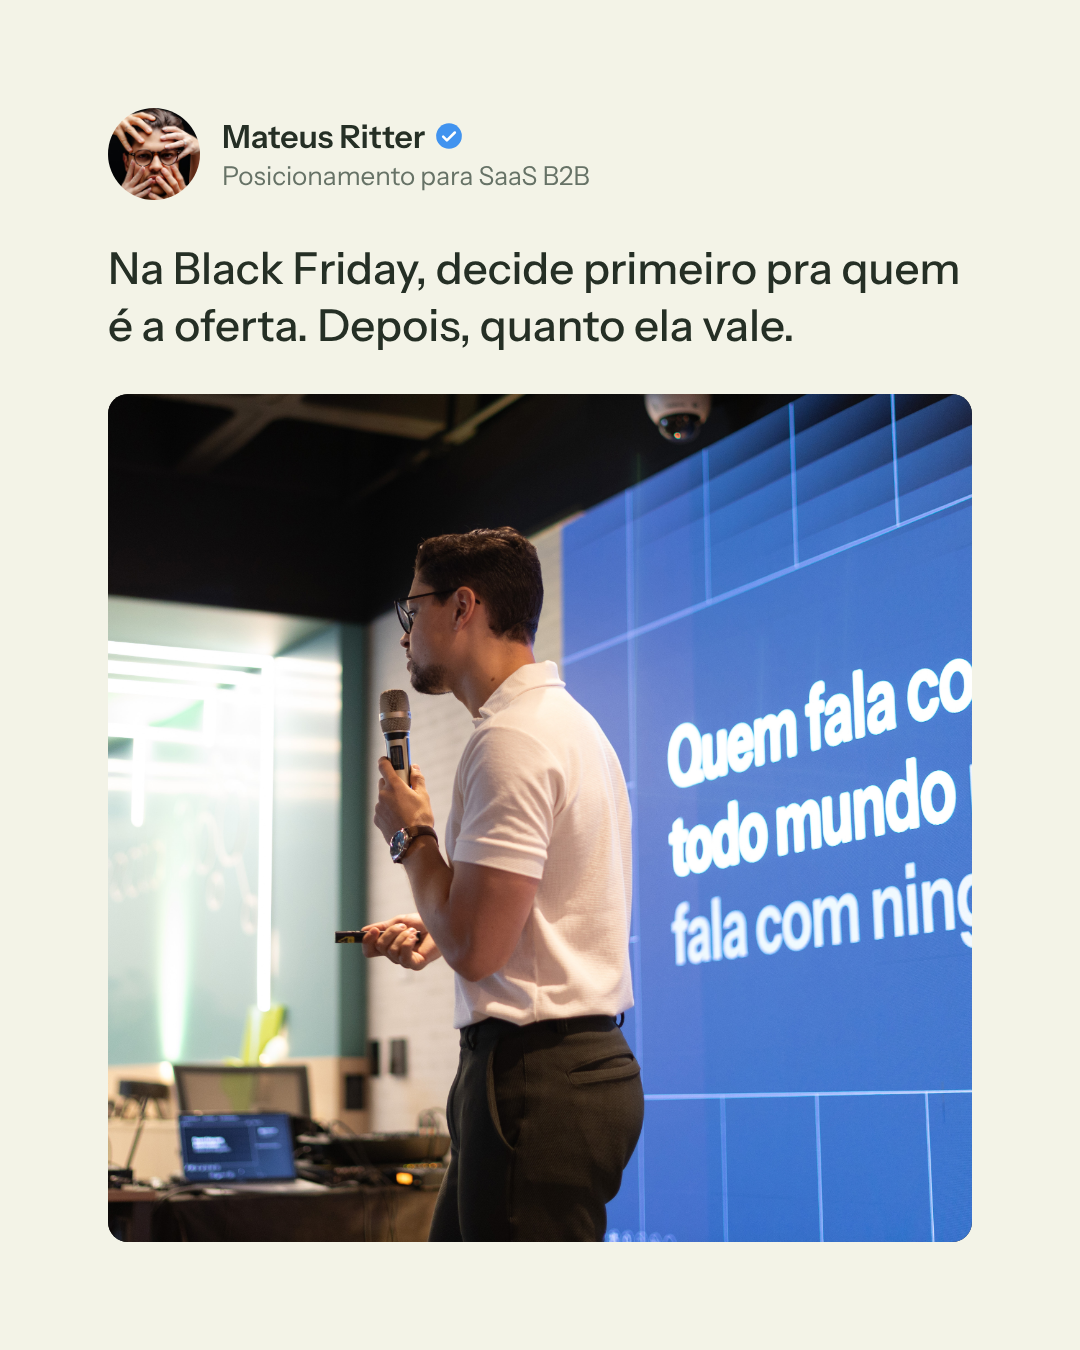 Mateus Ritter
Posicionamento para SaaS B2B
Na Black Friday, decide primeiro pra quem
é a oferta. Depois, quanto ela vale.
Quem fala co
todo mundo
fala com ning